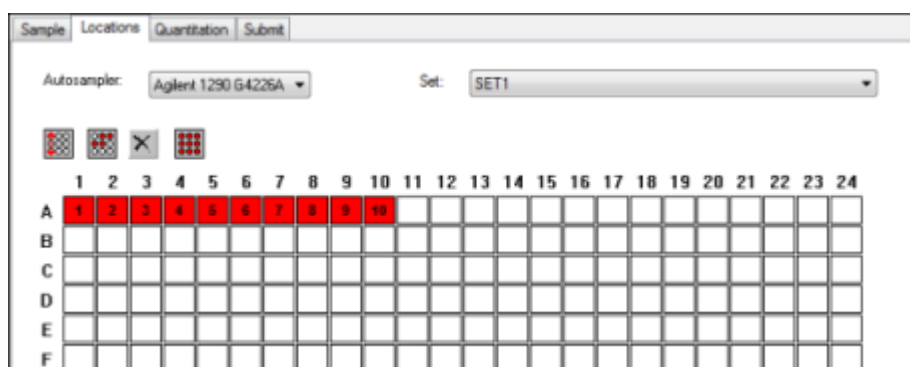 Sample Locations Quantitation Submit
Autosampler: Agilent 1290 G4226A Set: SET1
1 2 3 4 5 6 7 8 9 10 11 12 13 14 15 16 17 18 19 20 21 22 23 24
A 1 2 3 4 5 6 7 8 9 10
B
C
D
E
F